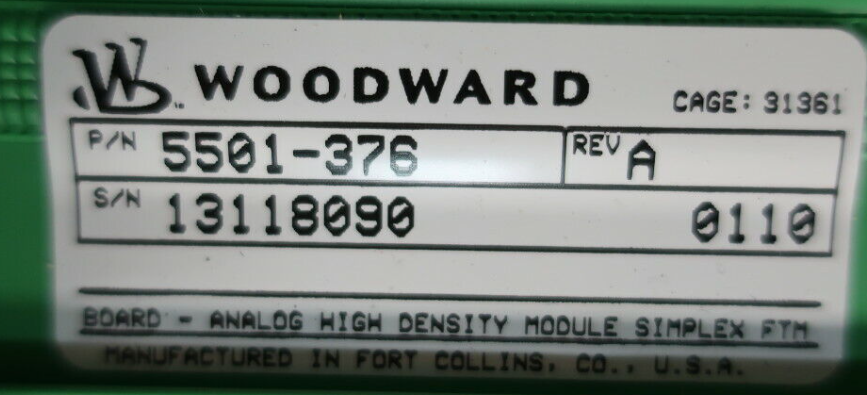 WOODWARD CAGE: 31361
P/N 5501-376 REV A
S/N 13118090 0110
BOARD - ANALOG HIGH DENSITY MODULE SIMPLEX FTM
MANUFACTURED IN FORT COLLINS, CO., U.S.A.